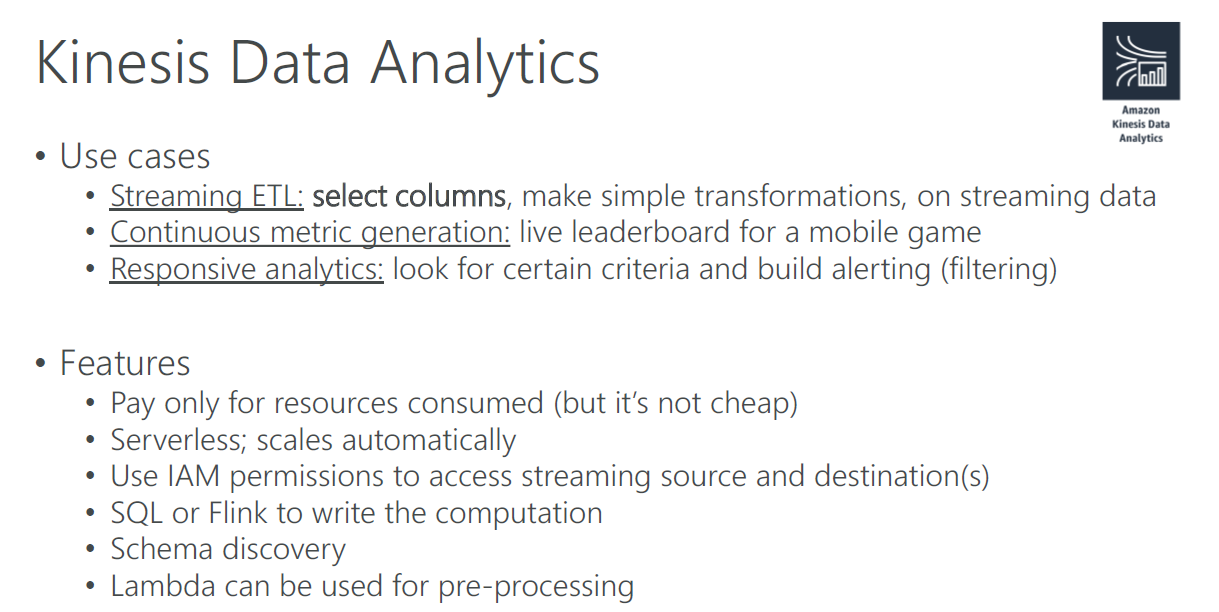 Kinesis Data Analytics
Amazon
Kinesis Data
Analytics
• Use cases
• Streaming ETL: select columns, make simple transformations, on streaming data
• Continuous metric generation: live leaderboard for a mobile game
• Responsive analytics: look for certain criteria and build alerting (filtering)
• Features
• Pay only for resources consumed (but it’s not cheap)
• Serverless; scales automatically
• Use IAM permissions to access streaming source and destination(s)
• SQL or Flink to write the computation
• Schema discovery
• Lambda can be used for pre-processing